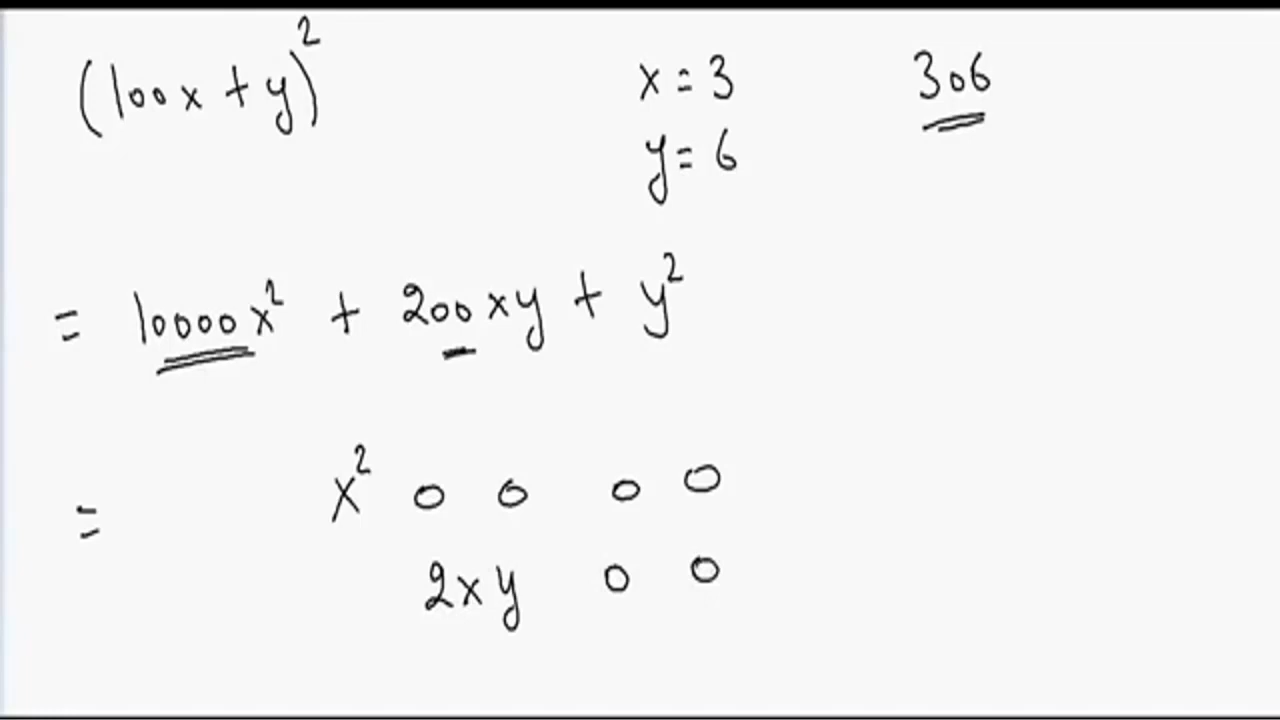 (100x + y)² x = 3 306
y = 6
= 10000x² + 200xy + y²
= x² 0 0 0 0
2xy 0 0